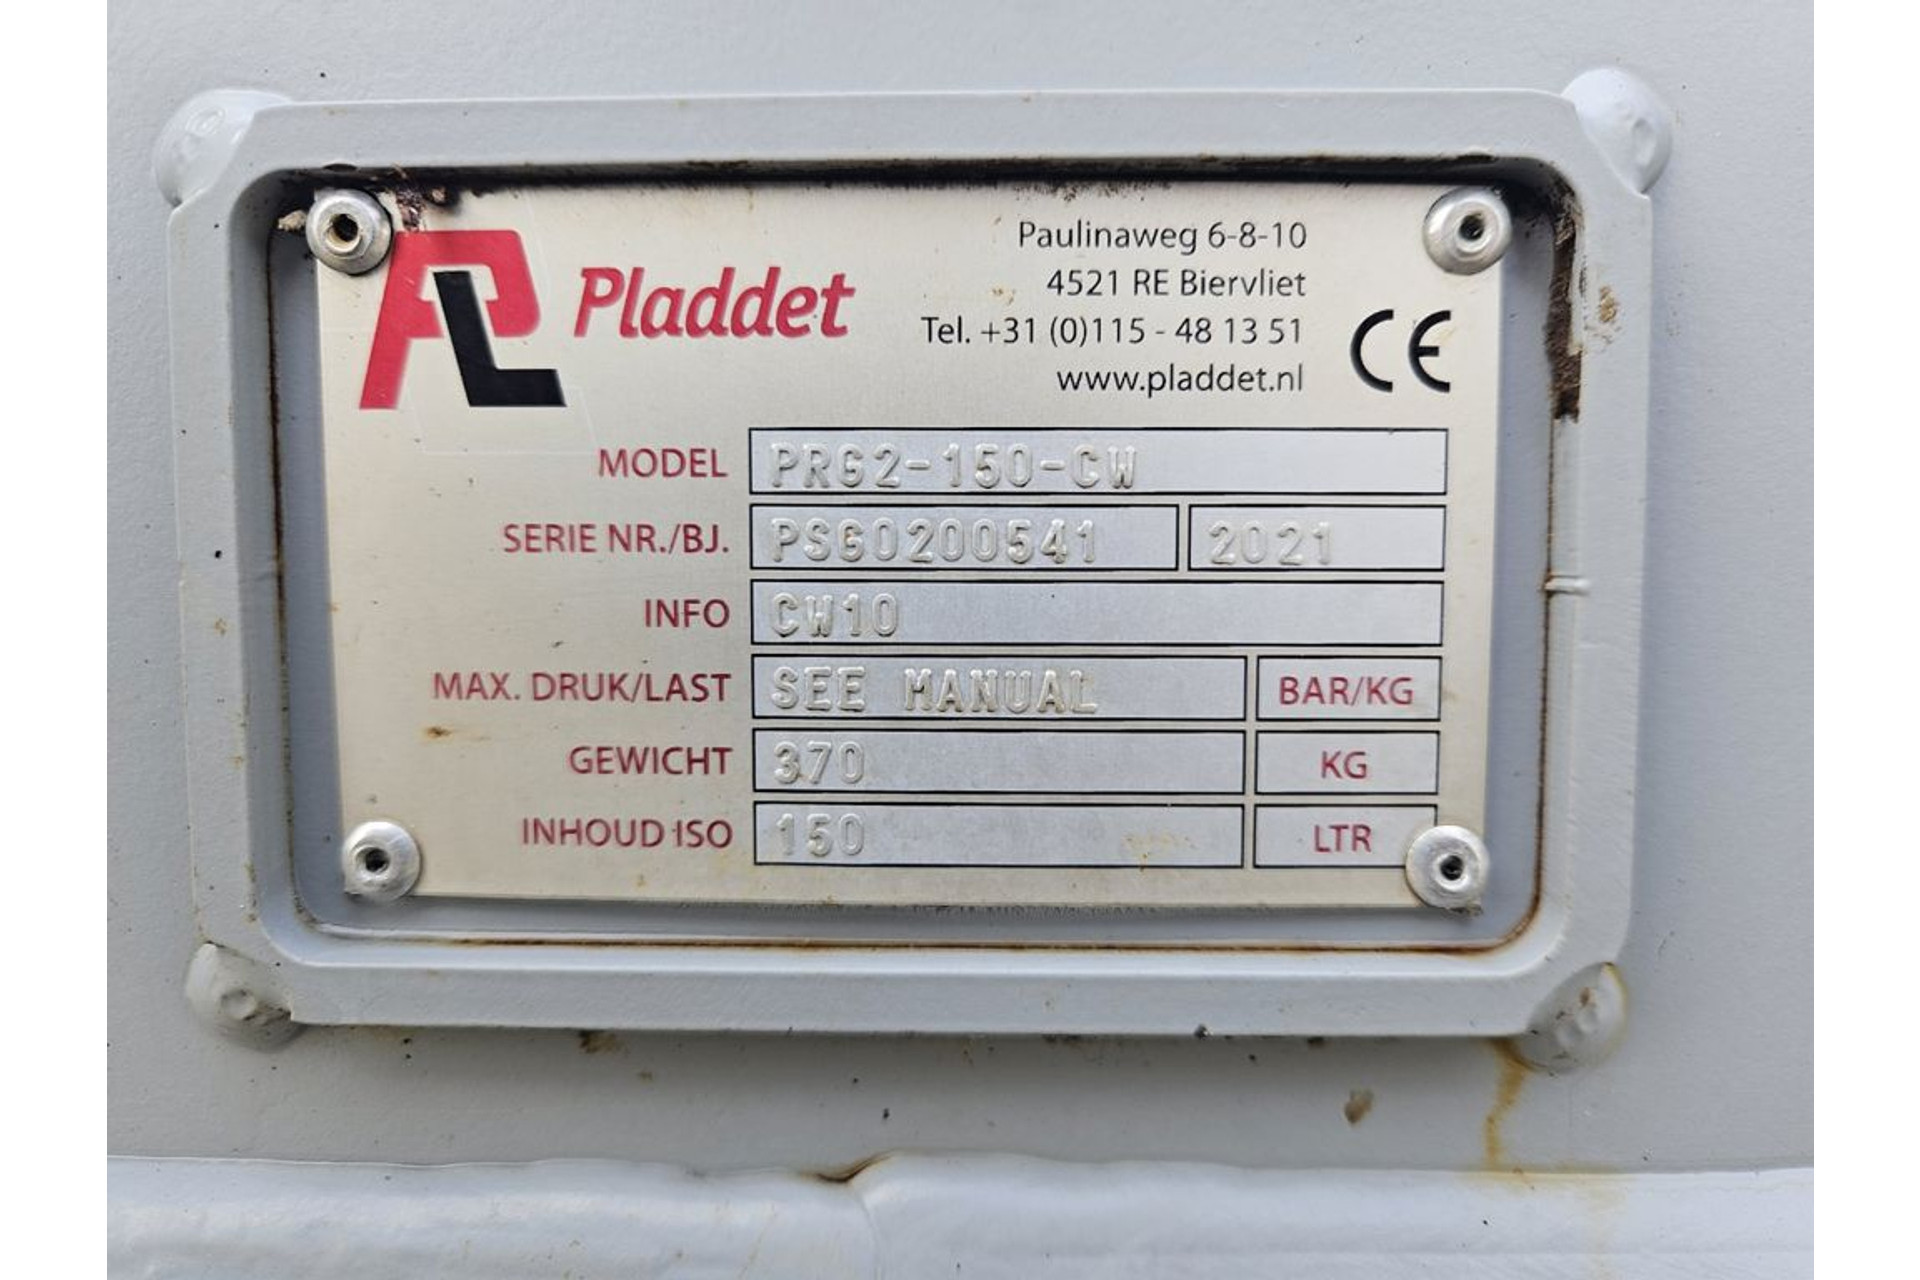 PL Pladdet
Paulinaweg 6-8-10
4521 RE Biervliet
Tel. +31 (0)115 - 48 13 51
www.pladdet.nl
CE
MODEL PRG2-150-CW
SERIE NR./BJ. PSG0200541 2021
INFO CW10
MAX. DRUK/LAST SEE MANUAL BAR/KG
GEWICHT 370 KG
INHOUD ISO 150 LTR